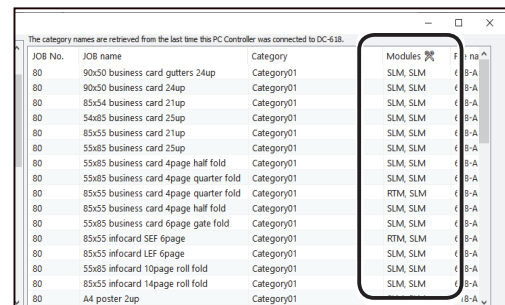 The category names are retrieved from the last time this PC Controller was connected to DC-618.
JOB No. JOB name Category Modules
80 90x50 business card gutters 24up Category01 SLM, SLM
80 90x50 business card 24up Category01 SLM, SLM
80 85x54 business card 21up Category01 SLM, SLM
80 54x85 business card 25up Category01 SLM, SLM
80 85x55 business card 21up Category01 SLM, SLM
80 55x85 business card 25up Category01 SLM, SLM
80 55x85 business card 4page half fold Category01 SLM, SLM
80 55x85 business card 4page quarter fold Category01 SLM, SLM
80 85x55 business card 4page quarter fold Category01 RTM, SLM
80 85x55 business card 4page half fold Category01 SLM, SLM
80 55x85 business card 6page gate fold Category01 SLM, SLM
80 85x55 infocard SEF 6page Category01 RTM, SLM
80 85x55 infocard LEF 6page Category01 SLM, SLM
80 55x85 infocard 10page roll fold Category01 SLM, SLM
80 85x55 infocard 14page roll fold Category01 SLM, SLM
80 A4 poster 2up Category01